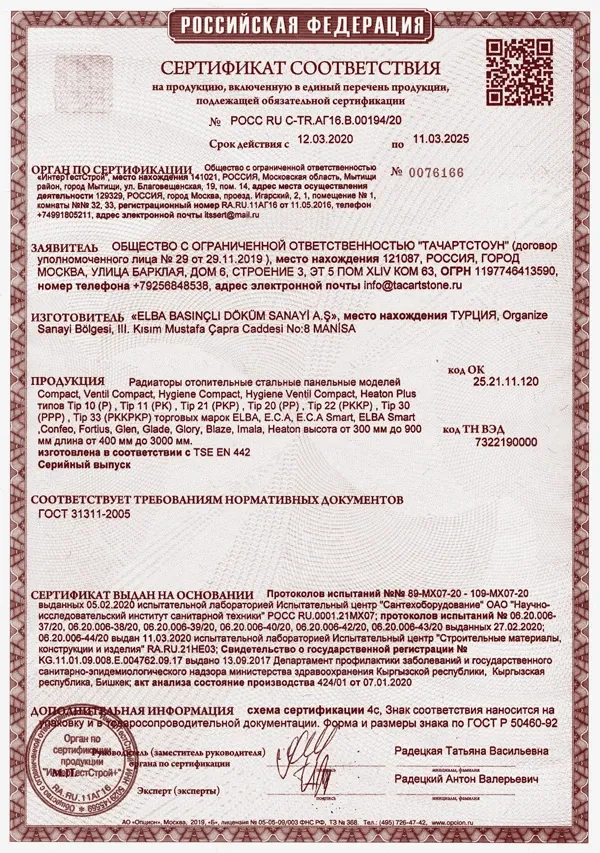 РОССИЙСКАЯ ФЕДЕРАЦИЯ
СЕРТИФИКАТ СООТВЕТСТВИЯ
на продукцию, включенную в единый перечень продукции,
подлежащей обязательной сертификации
№ РОСС RU C-TR.АГ16.В.00194/20
Срок действия с 12.03.2020 по 11.03.2025
№ 0076166
ОРГАН ПО СЕРТИФИКАЦИИ Общество с ограниченной ответственностью
«ИнтерТестСтрой», место нахождения 141021, РОССИЯ, Московская область, Мытищи
район, город Мытищи, ул. Благовещенская, 19, пом. 14, адрес места осуществления
деятельности 129329, РОССИЯ, город Москва, проезд. Игарский, 2, 1, помещение № 1,
комнаты №№ 32, 33, регистрационный номер RA.RU.11АГ16 от 11.05.2016, телефон
+74991805211, адрес электронной почты itssert@mail.ru
ЗАЯВИТЕЛЬ ОБЩЕСТВО С ОГРАНИЧЕННОЙ ОТВЕТСТВЕННОСТЬЮ "ТАЧАРТСТОУН" (договор
уполномоченного лица № 29 от 29.11.2019 ), место нахождения 121087, РОССИЯ, ГОРОД
МОСКВА, УЛИЦА БАРКЛАЯ, ДОМ 6, СТРОЕНИЕ 3, ЭТ 5 ПОМ XLIV КОМ 63, ОГРН 1197746413590,
номер телефона +79256848538, адрес электронной почты info@tacartstone.ru
ИЗГОТОВИТЕЛЬ «ELBA BASINÇLI DÖKÜM SANAYİ A.Ş», место нахождения ТУРЦИЯ, Organize
Sanayi Bölgesi, III. Kısım Mustafa Çapra Caddesi No:8 MANİSA
код ОК
25.21.11.120
ПРОДУКЦИЯ Радиаторы отопительные стальные панельные моделей
Compact, Ventil Compact, Hygiene Compact, Hygiene Ventil Compact, Heaton Plus
типов Tip 10 (P) , Tip 11 (PK) , Tip 21 (PKP) , Tip 20 (PP) , Tip 22 (PKKP) , Tip 30
(PPP) , Tip 33 (PKKPKP) торговых марок ELBA, E.C.A, E.C.A Smart, ELBA Smart
,Confeo, Fortius, Glen, Glade, Glory, Blaze, Imala, Heaton высота от 300 мм до 900
мм длина от 400 мм до 3000 мм.
код ТН ВЭД
7322190000
изготовлена в соответствии с TSE EN 442
Серийный выпуск
СООТВЕТСТВУЕТ ТРЕБОВАНИЯМ НОРМАТИВНЫХ ДОКУМЕНТОВ
ГОСТ 31311-2005
СЕРТИФИКАТ ВЫДАН НА ОСНОВАНИИ Протоколов испытаний №№ 89-МХ07-20 - 109-МХ07-20
выданных 05.02.2020 испытательной лабораторией Испытательный центр "Сантехоборудование" ОАО "Научно-
исследовательский институт санитарной техники" РОСС RU.0001.21МХ07; протоколов испытаний № 06.20.006-
37/20, 06.20.006-38/20, 06.20.006-39/20, 06.20.006-40/20, 06.20.006-42/20, 06.20.006-43/20 выданных 27.02.2020;
06.20.006-44/20 выдан 11.03.2020 испытательной лабораторией Испытательный центр "Строительные материалы,
конструкции и изделия" RA.RU.21НЕ03; Свидетельство о государственной регистрации №
KG.11.01.09.008.E.004762.09.17 выдано 13.09.2017 Департамент профилактики заболеваний и государственного
санитарно-эпидемиологического надзора министерства здравоохранения Кыргызской республики, Кыргызская
республика, Бишкек; акт анализа состояние производства 424/01 от 07.01.2020
ДОПОЛНИТЕЛЬНАЯ ИНФОРМАЦИЯ схема сертификации 4с, Знак соответствия наносится на
упаковку и в товаросопроводительной документации. Форма и размеры знака по ГОСТ Р 50460-92
Руководитель (заместитель руководителя)
органа по сертификации
Радецкая Татьяна Васильевна
инициалы, фамилия
Орган по
сертификации
продукции
"ИнтерТестСтрой+"
М.П.
RA.RU.11АГ16
Эксперт (эксперты)
подпись
Радецкий Антон Валерьевич
инициалы, фамилия
АО «Опцион», Москва, 2019, «Б», лицензия № 05-05-09/003 ФНС РФ, ТЗ № 368. Тел.: (495) 726-47-42, www.opcion.ru